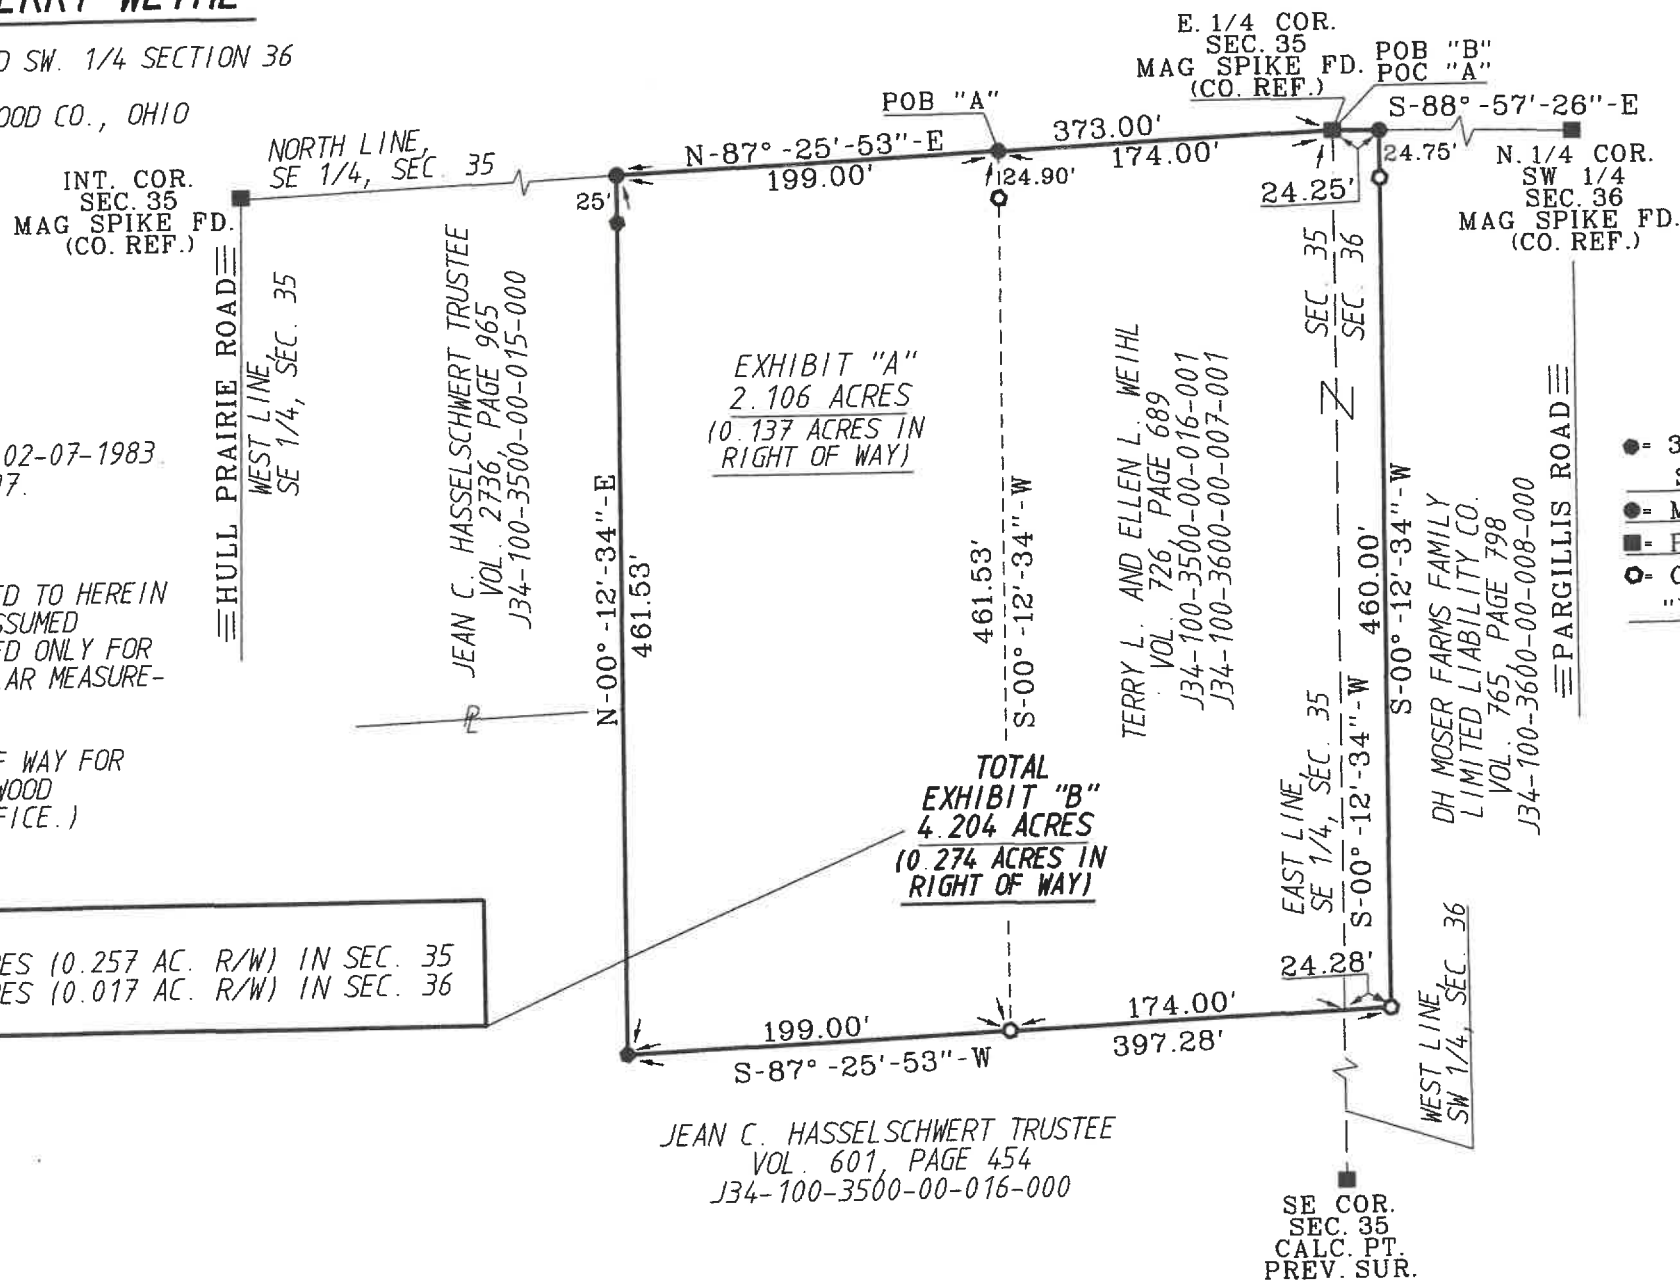 D SW. 1/4 SECTION 36
OOD CO., OHIO
E. 1/4 COR.
SEC. 35
MAG SPIKE FD.
(CO. REF.)
POB "B"
POC "A"
S-88°-57'-26"-E
24.75'
N. 1/4 COR.
SW 1/4
SEC. 36
MAG SPIKE FD.
(CO. REF.)
POB "A"
373.00'
174.00'
N-87°-25'-53"-E
199.00'
24.90'
24.25'
25'
NORTH LINE,
SE 1/4, SEC. 35
INT. COR.
SEC. 35
MAG SPIKE FD.
(CO. REF.)
HULL PRAIRIE ROAD
WEST LINE,
SE 1/4, SEC. 35
JEAN C. HASSELSCHWERT TRUSTEE
VOL. 2736, PAGE 965
J34-100-3500-00-015-000
PL
N-00°-12'-34"-E
461.53'
EXHIBIT "A"
2.106 ACRES
(0.137 ACRES IN
RIGHT OF WAY)
461.53'
S-00°-12'-34"-W
TERRY L. AND ELLEN L. WEIHL
VOL. 726, PAGE 689
J34-100-3500-00-016-001
J34-100-3600-00-007-001
SEC. 35
SEC. 36
EAST LINE,
SE 1/4, SEC. 35
S-00°-12'-34"-W
460.00'
S-00°-12'-34"-W
DH MOSER FARMS FAMILY
LIMITED LIABILITY CO.
VOL. 765, PAGE 798
J34-100-3600-00-008-000
PARGILLIS ROAD
= 3
= M
=
= C
02-07-1983
7.
D TO HEREIN
SSUMED
ED ONLY FOR
AR MEASURE-
F WAY FOR
WOOD
FICE.)
TOTAL
EXHIBIT "B"
4.204 ACRES
(0.274 ACRES IN
RIGHT OF WAY)
ES (0.257 AC. R/W) IN SEC. 35
ES (0.017 AC. R/W) IN SEC. 36
24.28'
199.00'
S-87°-25'-53"-W
174.00'
397.28'
WEST LINE,
SW 1/4, SEC. 36
JEAN C. HASSELSCHWERT TRUSTEE
VOL. 601, PAGE 454
J34-100-3500-00-016-000
SE COR.
SEC. 35
CALC. PT.
PREV. SUR.